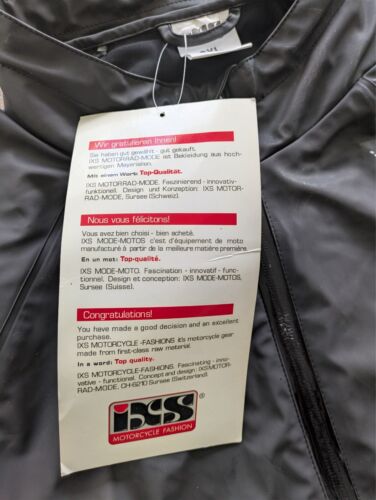 Wir gratulieren Ihnen!
Sie haben gut gewählt - gut gekauft.
IXS MOTORRAD-MODE ist Bekleidung aus hoch-
wertigen Materialien.
Mit einem Wort: Top-Qualität.
IXS MOTORRAD-MODE. Faszinierend - innovativ-
funktionell. Design und Konzeption: IXS MOTOR-
RAD-MODE, Sursee (Schweiz).
Nous vous félicitons!
Vous avez bien choisi - bien acheté.
IXS MODE-MOTOS c'est d'équipement de moto
manufacturé à partir de la meilleure matière première.
En un mot: Top-qualité.
IXS MODE-MOTO. Fascination - innovatif - func-
tionnel. Design et conception: IXS MODE-MOTOS,
Sursee (Suisse).
Congratulations!
You have made a good decision and an excellent
purchase.
IXS MOTORCYCLE-FASHIONS it's motorcycle gear
made from first-class raw material.
In a word: Top quality.
IXS MOTORCYCLE-FASHIONS. Fascinating - inno-
vative - functional. Concept and design: IXS MOTOR-
RAD-MODE, CH-6210 Sursee (Switzerland).
iXS®
MOTORCYCLE FASHION